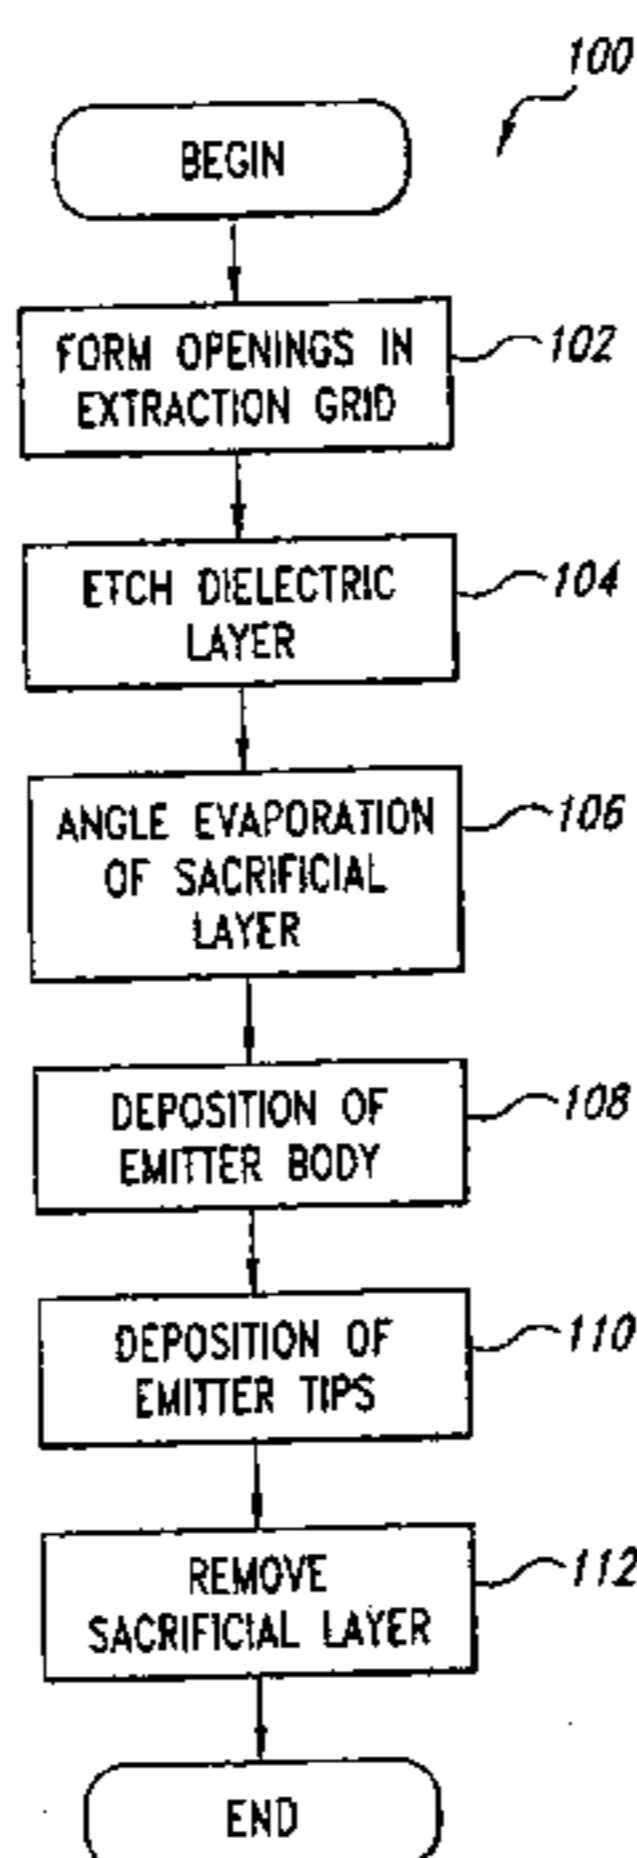 100
BEGIN
FORM OPENINGS IN
EXTRACTION GRID
102
ETCH DIELECTRIC
LAYER
104
ANGLE EVAPORATION
OF SACRIFICIAL
LAYER
106
DEPOSITION OF
EMITTER BODY
108
DEPOSITION OF
EMITTER TIPS
110
REMOVE
SACRIFICIAL LAYER
112
END